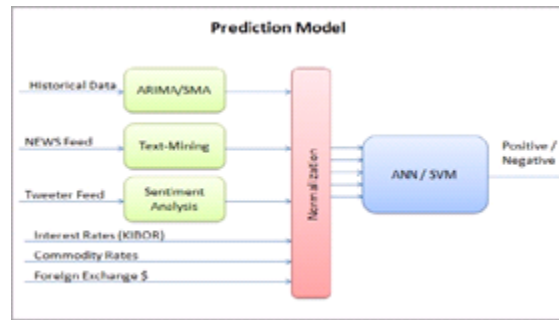 Prediction Model
Historical Data
ARIMA/SMA
NEWS Feed
Text-Mining
Tweeter Feed
Sentiment
Analysis
Interest Rates (KIBOR)
Commodity Rates
Foreign Exchange $
Normalization
ANN / SVM
Positive /
Negative